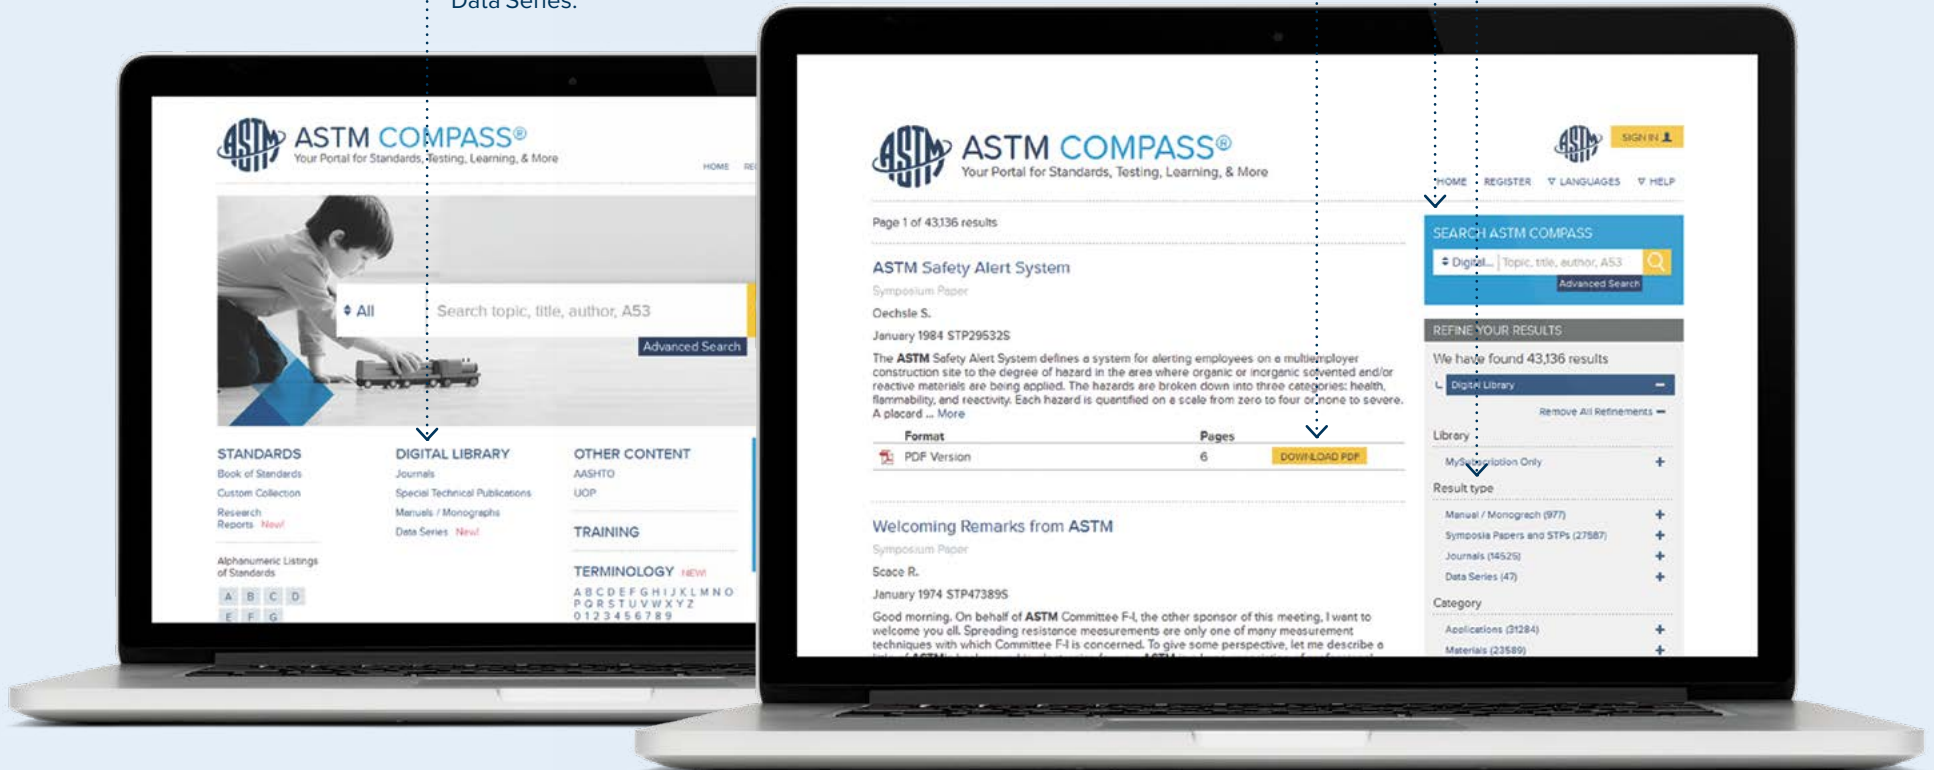 Data Series.
ASTM
ASTM COMPASS®
Your Portal for Standards, Testing, Learning, & More
HOME
All
Search topic, title, author, A53
Advanced Search
STANDARDS
Book of Standards
Custom Collection
Research
Reports New!
Alphanumeric Listings
of Standards
A B C D
E F G
DIGITAL LIBRARY
Journals
Special Technical Publications
Manuals / Monographs
Data Series New!
OTHER CONTENT
AASHTO
UOP
TRAINING
TERMINOLOGY NEW!
A B C D E F G H I J K L M N O
P Q R S T U V W X Y Z
0 1 2 3 4 5 6 7 8 9
ASTM
ASTM COMPASS®
Your Portal for Standards, Testing, Learning, & More
ASTM
SIGN IN
HOME REGISTER LANGUAGES HELP
Page 1 of 43,136 results
ASTM Safety Alert System
Symposium Paper
Oechsle S.
January 1984 STP29532S
The ASTM Safety Alert System defines a system for alerting employees on a multiemployer
construction site to the degree of hazard in the area where organic or inorganic solvented and/or
reactive materials are being applied. The hazards are broken down into three categories: health,
flammability, and reactivity. Each hazard is quantified on a scale from zero to four or none to severe.
A placard ... More
Format Pages
PDF Version 6 DOWNLOAD PDF
Welcoming Remarks from ASTM
Symposium Paper
Scace R.
January 1974 STP47389S
Good morning. On behalf of ASTM Committee F-l, the other sponsor of this meeting, I want to
welcome you all. Spreading resistance measurements are only one of many measurement
techniques with which Committee F-l is concerned. To give some perspective, let me describe a
SEARCH ASTM COMPASS
Digital... Topic, title, author, A53
Advanced Search
REFINE YOUR RESULTS
We have found 43,136 results
Digital Library
Remove All Refinements
Library
MySubscription Only +
Result type
Manual / Monograph (977) +
Symposia Papers and STPs (27587) +
Journals (14525) +
Data Series (47) +
Category
Applications (31284) +
Materials (23589) +